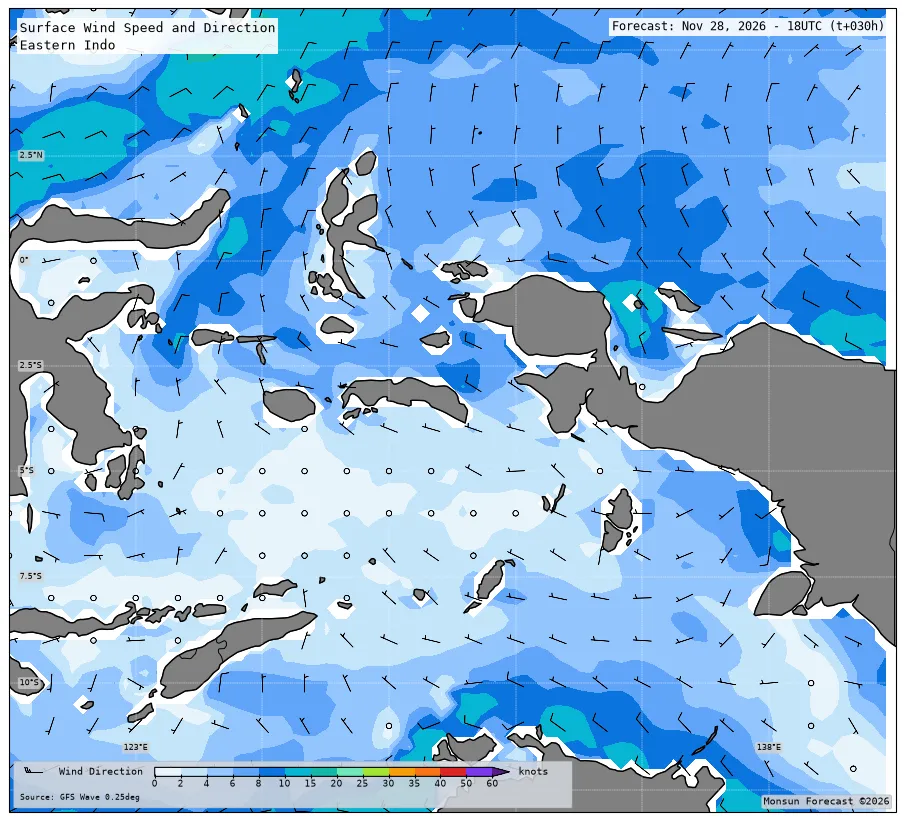 Surface Wind Speed and Direction
Eastern Indo
Forecast: Nov 28, 2026 - 18UTC (t+030h)
2.5°N
0°
2.5°S
5°S
7.5°S
10°S
123°E
138°E
Wind Direction
0 2 4 6 8 10 15 20 25 30 35 40 50 60
knots
Source: GFS Wave 0.25deg
Monsun Forecast ©2026